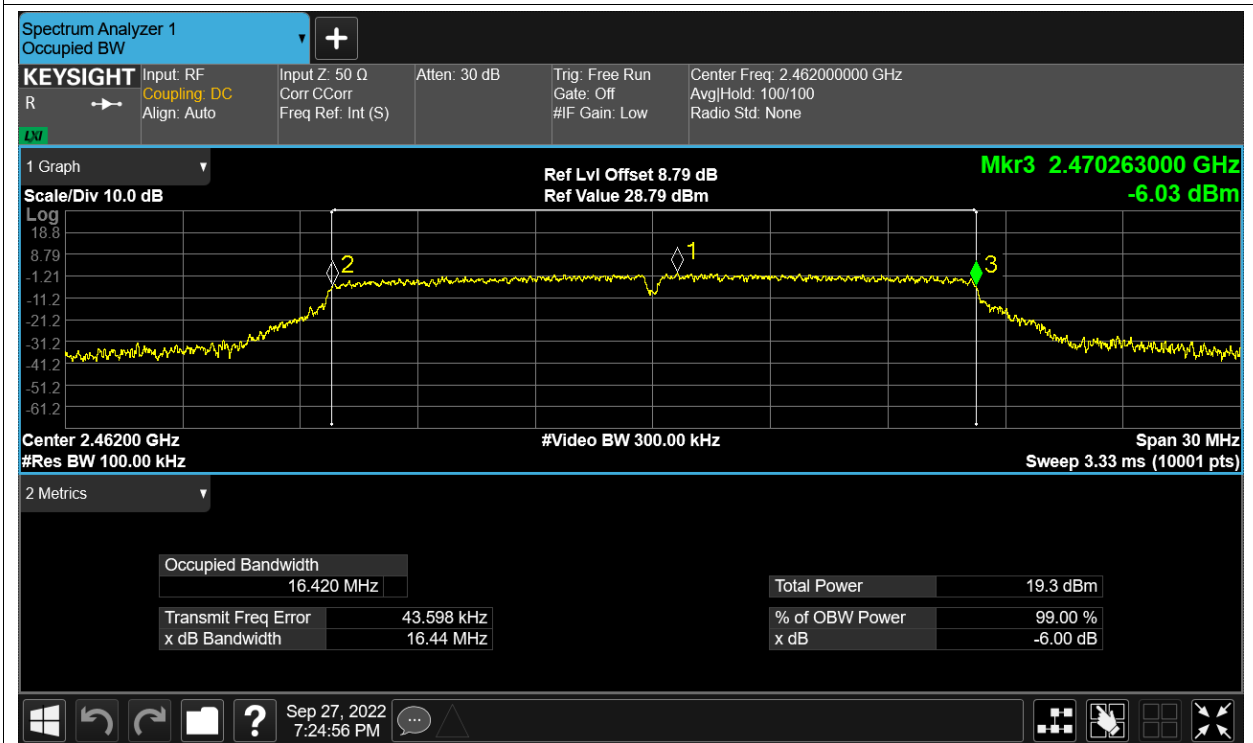 Spectrum Analyzer 1
Occupied BW
KEYSIGHT
R
LXI
Input: RF
Coupling: DC
Align: Auto
Input Z: 50 Ω
Corr CCorr
Freq Ref: Int (S)
Atten: 30 dB
Trig: Free Run
Gate: Off
#IF Gain: Low
Center Freq: 2.462000000 GHz
Avg|Hold: 100/100
Radio Std: None
1 Graph
Scale/Div 10.0 dB
Ref Lvl Offset 8.79 dB
Ref Value 28.79 dBm
Mkr3 2.470263000 GHz
-6.03 dBm
Log
18.8
8.79
-1.21
-11.2
-21.2
-31.2
-41.2
-51.2
-61.2
2
1
3
Center 2.46200 GHz
#Res BW 100.00 kHz
#Video BW 300.00 kHz
Span 30 MHz
Sweep 3.33 ms (10001 pts)
2 Metrics
Occupied Bandwidth
16.420 MHz
Transmit Freq Error 43.598 kHz
x dB Bandwidth 16.44 MHz
Total Power 19.3 dBm
% of OBW Power 99.00 %
x dB -6.00 dB
?
Sep 27, 2022
7:24:56 PM